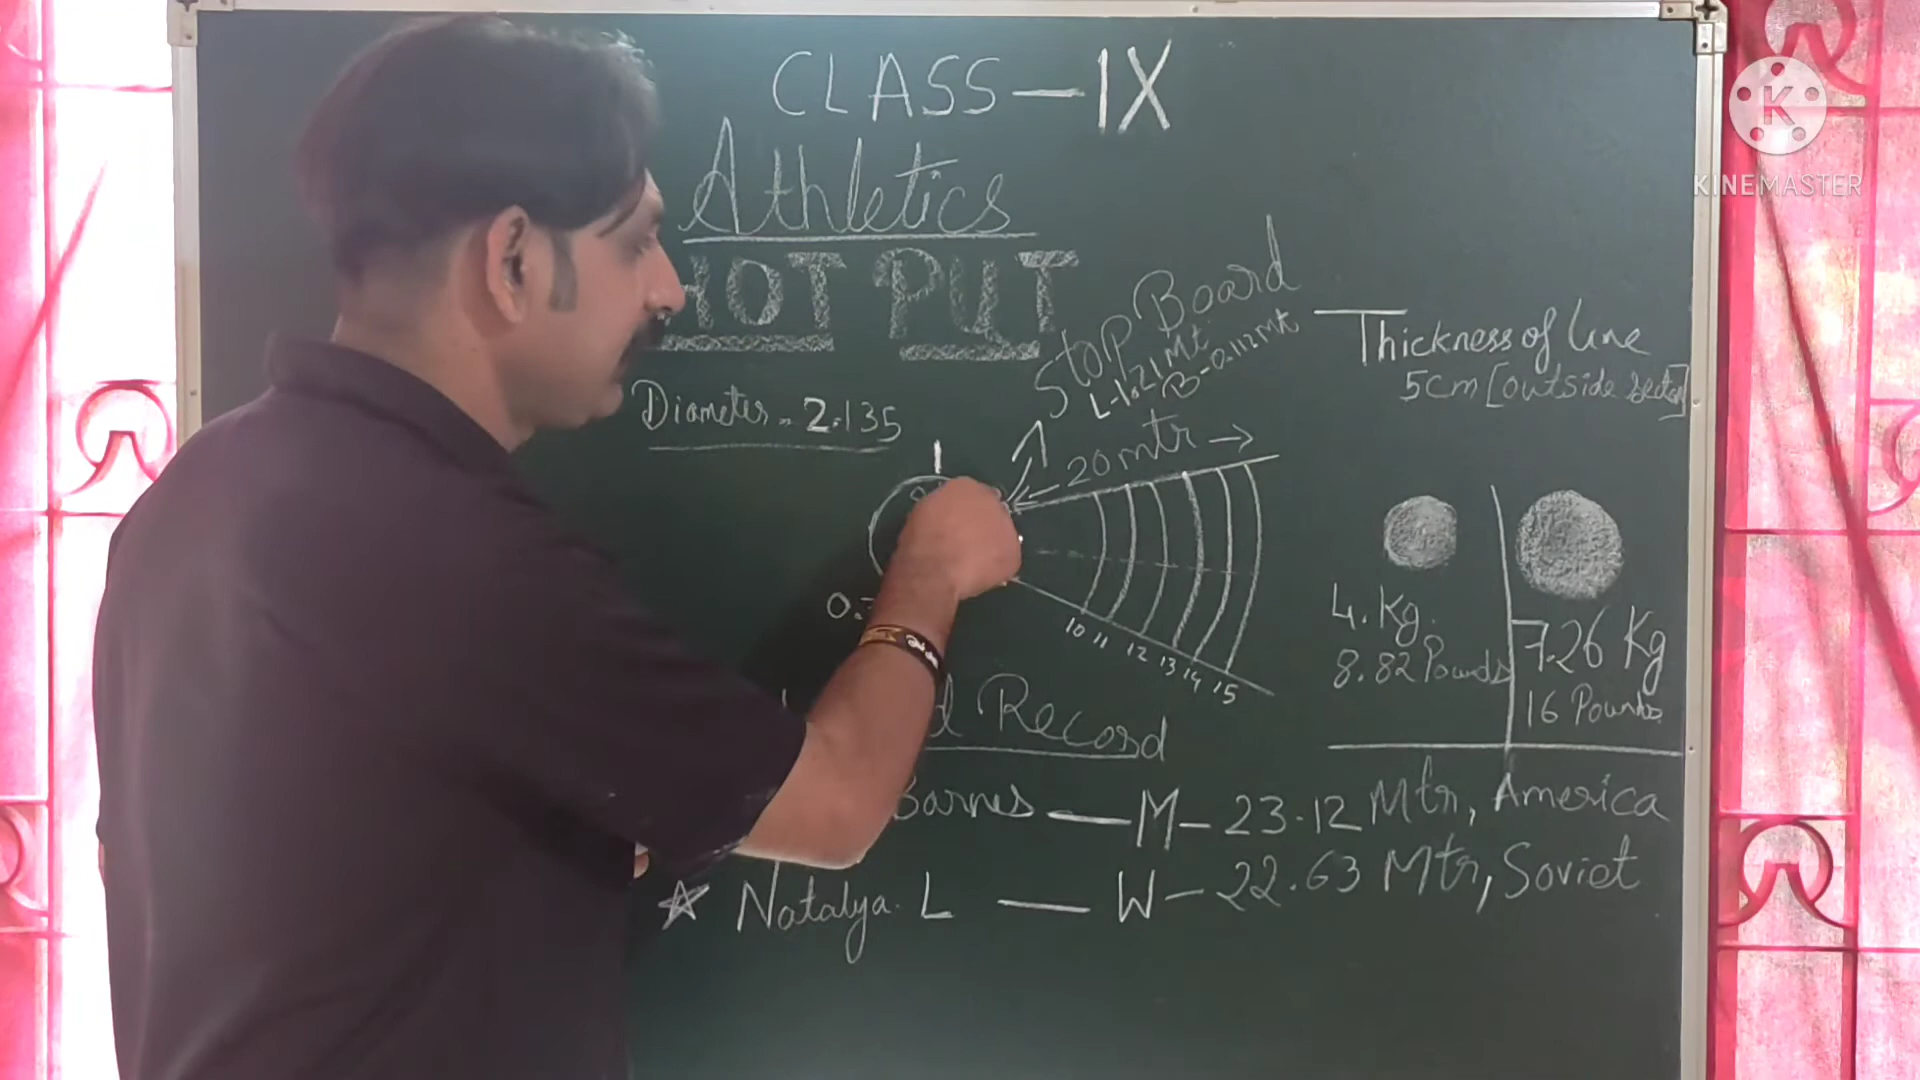 CLASS — IX
Athletics
HOT PUT
Stop Board
L-1.21 Mt
B-0.112 Mt
Thickness of line
5cm [outside sector]
Diameter = 2.135
20 mtr
4. Kg.
8.82 Pounds
7.26 Kg
16 Pounds
10 11 12 13 14 15
Record
Barnes — M - 23.12 Mtr, America
Natalya. L — W - 22.63 Mtr, Soviet
K
KINEMASTER